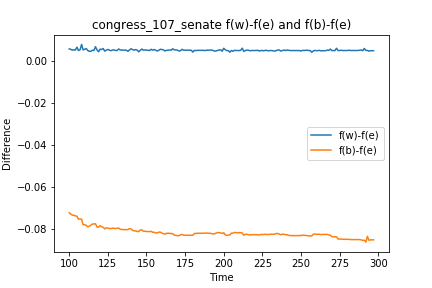 congress_107_senate f(w)-f(e) and f(b)-f(e)
Difference
0.00
−0.02
−0.04
−0.06
−0.08
f(w)-f(e)
f(b)-f(e)
100 125 150 175 200 225 250 275 300
Time